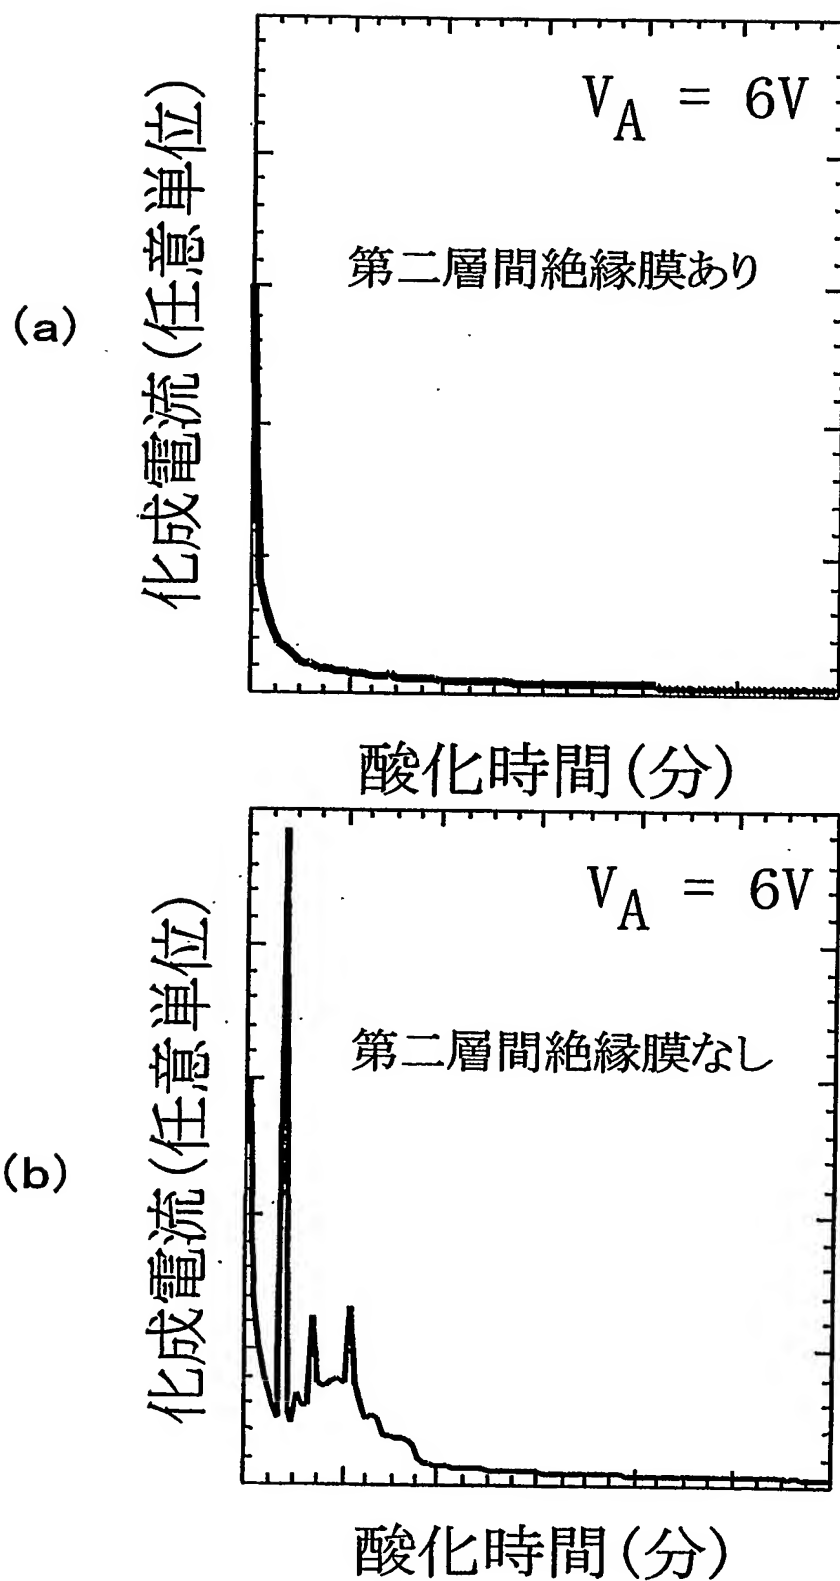 (a)
化成電流(任意単位)
V_A = 6V
第二層間絶縁膜あり
酸化時間(分)
(b)
化成電流(任意単位)
V_A = 6V
第二層間絶縁膜なし
酸化時間(分)